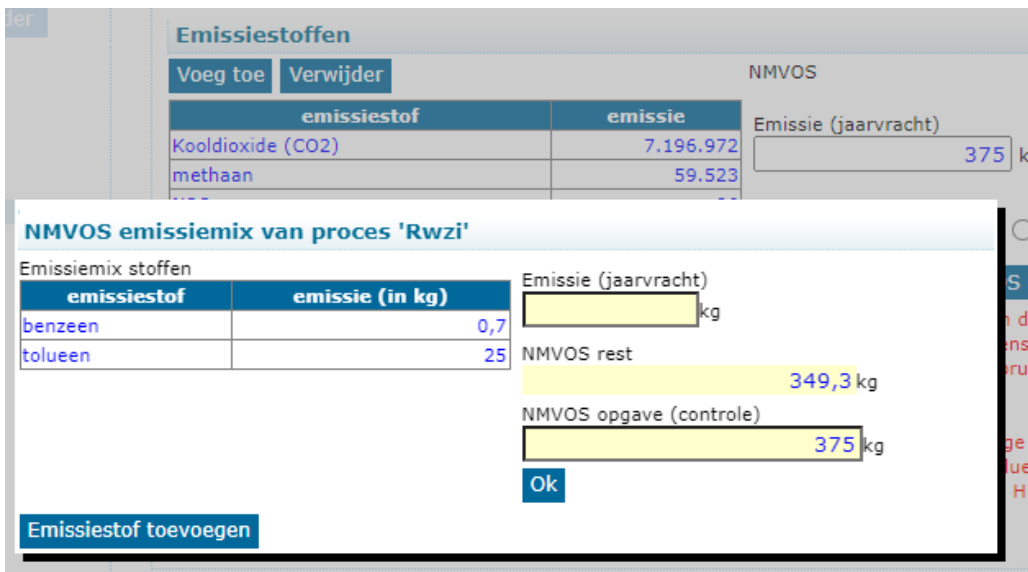 der
Emissiestoffen
Voeg toe Verwijder
NMVOS
emissiestof emissie
Emissie (jaarvracht)
Kooldioxide (CO2) 7.196.972
375 k
methaan 59.523
NMVOS emissiemix van proces 'Rwzi'
Emissiemix stoffen
Emissie (jaarvracht)
emissiestof emissie (in kg)
kg
benzeen 0,7
tolueen 25
NMVOS rest
349,3 kg
NMVOS opgave (controle)
375 kg
Ok
Emissiestof toevoegen